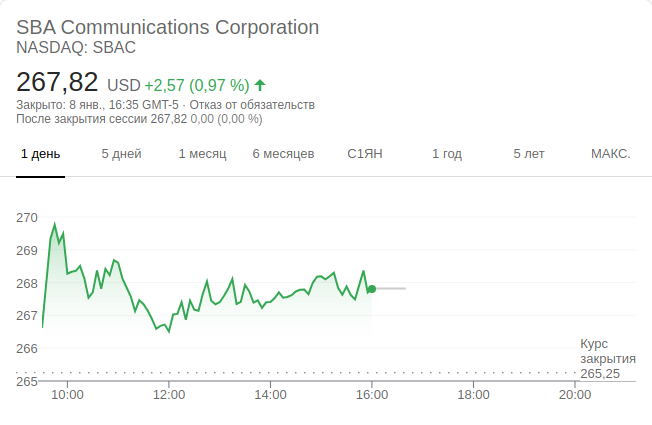 SBA Communications Corporation
NASDAQ: SBAC
267,82 USD +2,57 (0,97 %)
Закрыто: 8 янв., 16:35 GMT-5 · Отказ от обязательств
После закрытия сессии 267,82 0,00 (0,00 %)
1 день 5 дней 1 месяц 6 месяцев С1ЯН 1 год 5 лет МАКС.
270
269
268
267
266
265
Курс
закрытия
265,25
10:00 12:00 14:00 16:00 18:00 20:00